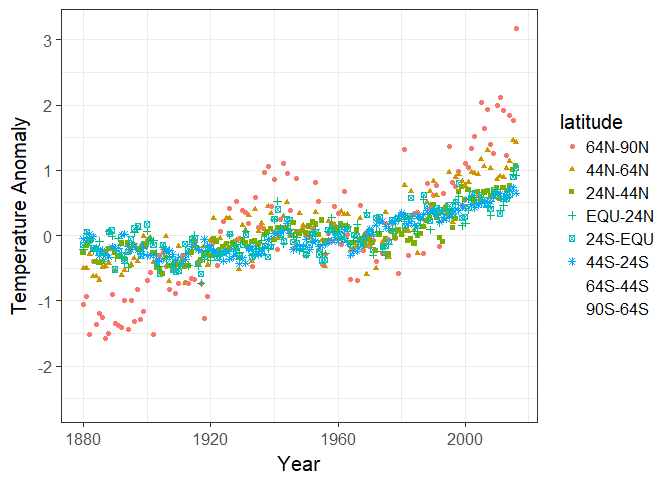 3
2
1
0
-1
-2
Temperature Anomaly
1880
1920
1960
2000
Year
latitude
64N-90N
44N-64N
24N-44N
EQU-24N
24S-EQU
44S-24S
64S-44S
90S-64S